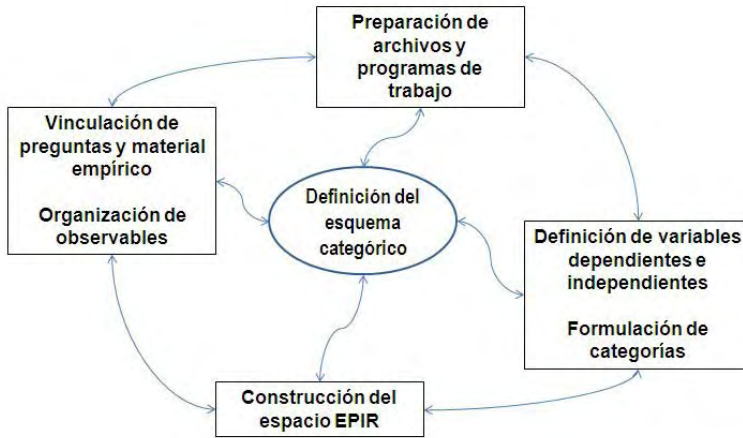 Preparación de
archivos y
programas de
trabajo
Vinculación de
preguntas y material
empírico
Organización de
observables
Definición del
esquema
categórico
Definición de variables
dependientes e
independientes
Formulación de
categorías
Construcción del
espacio EPIR